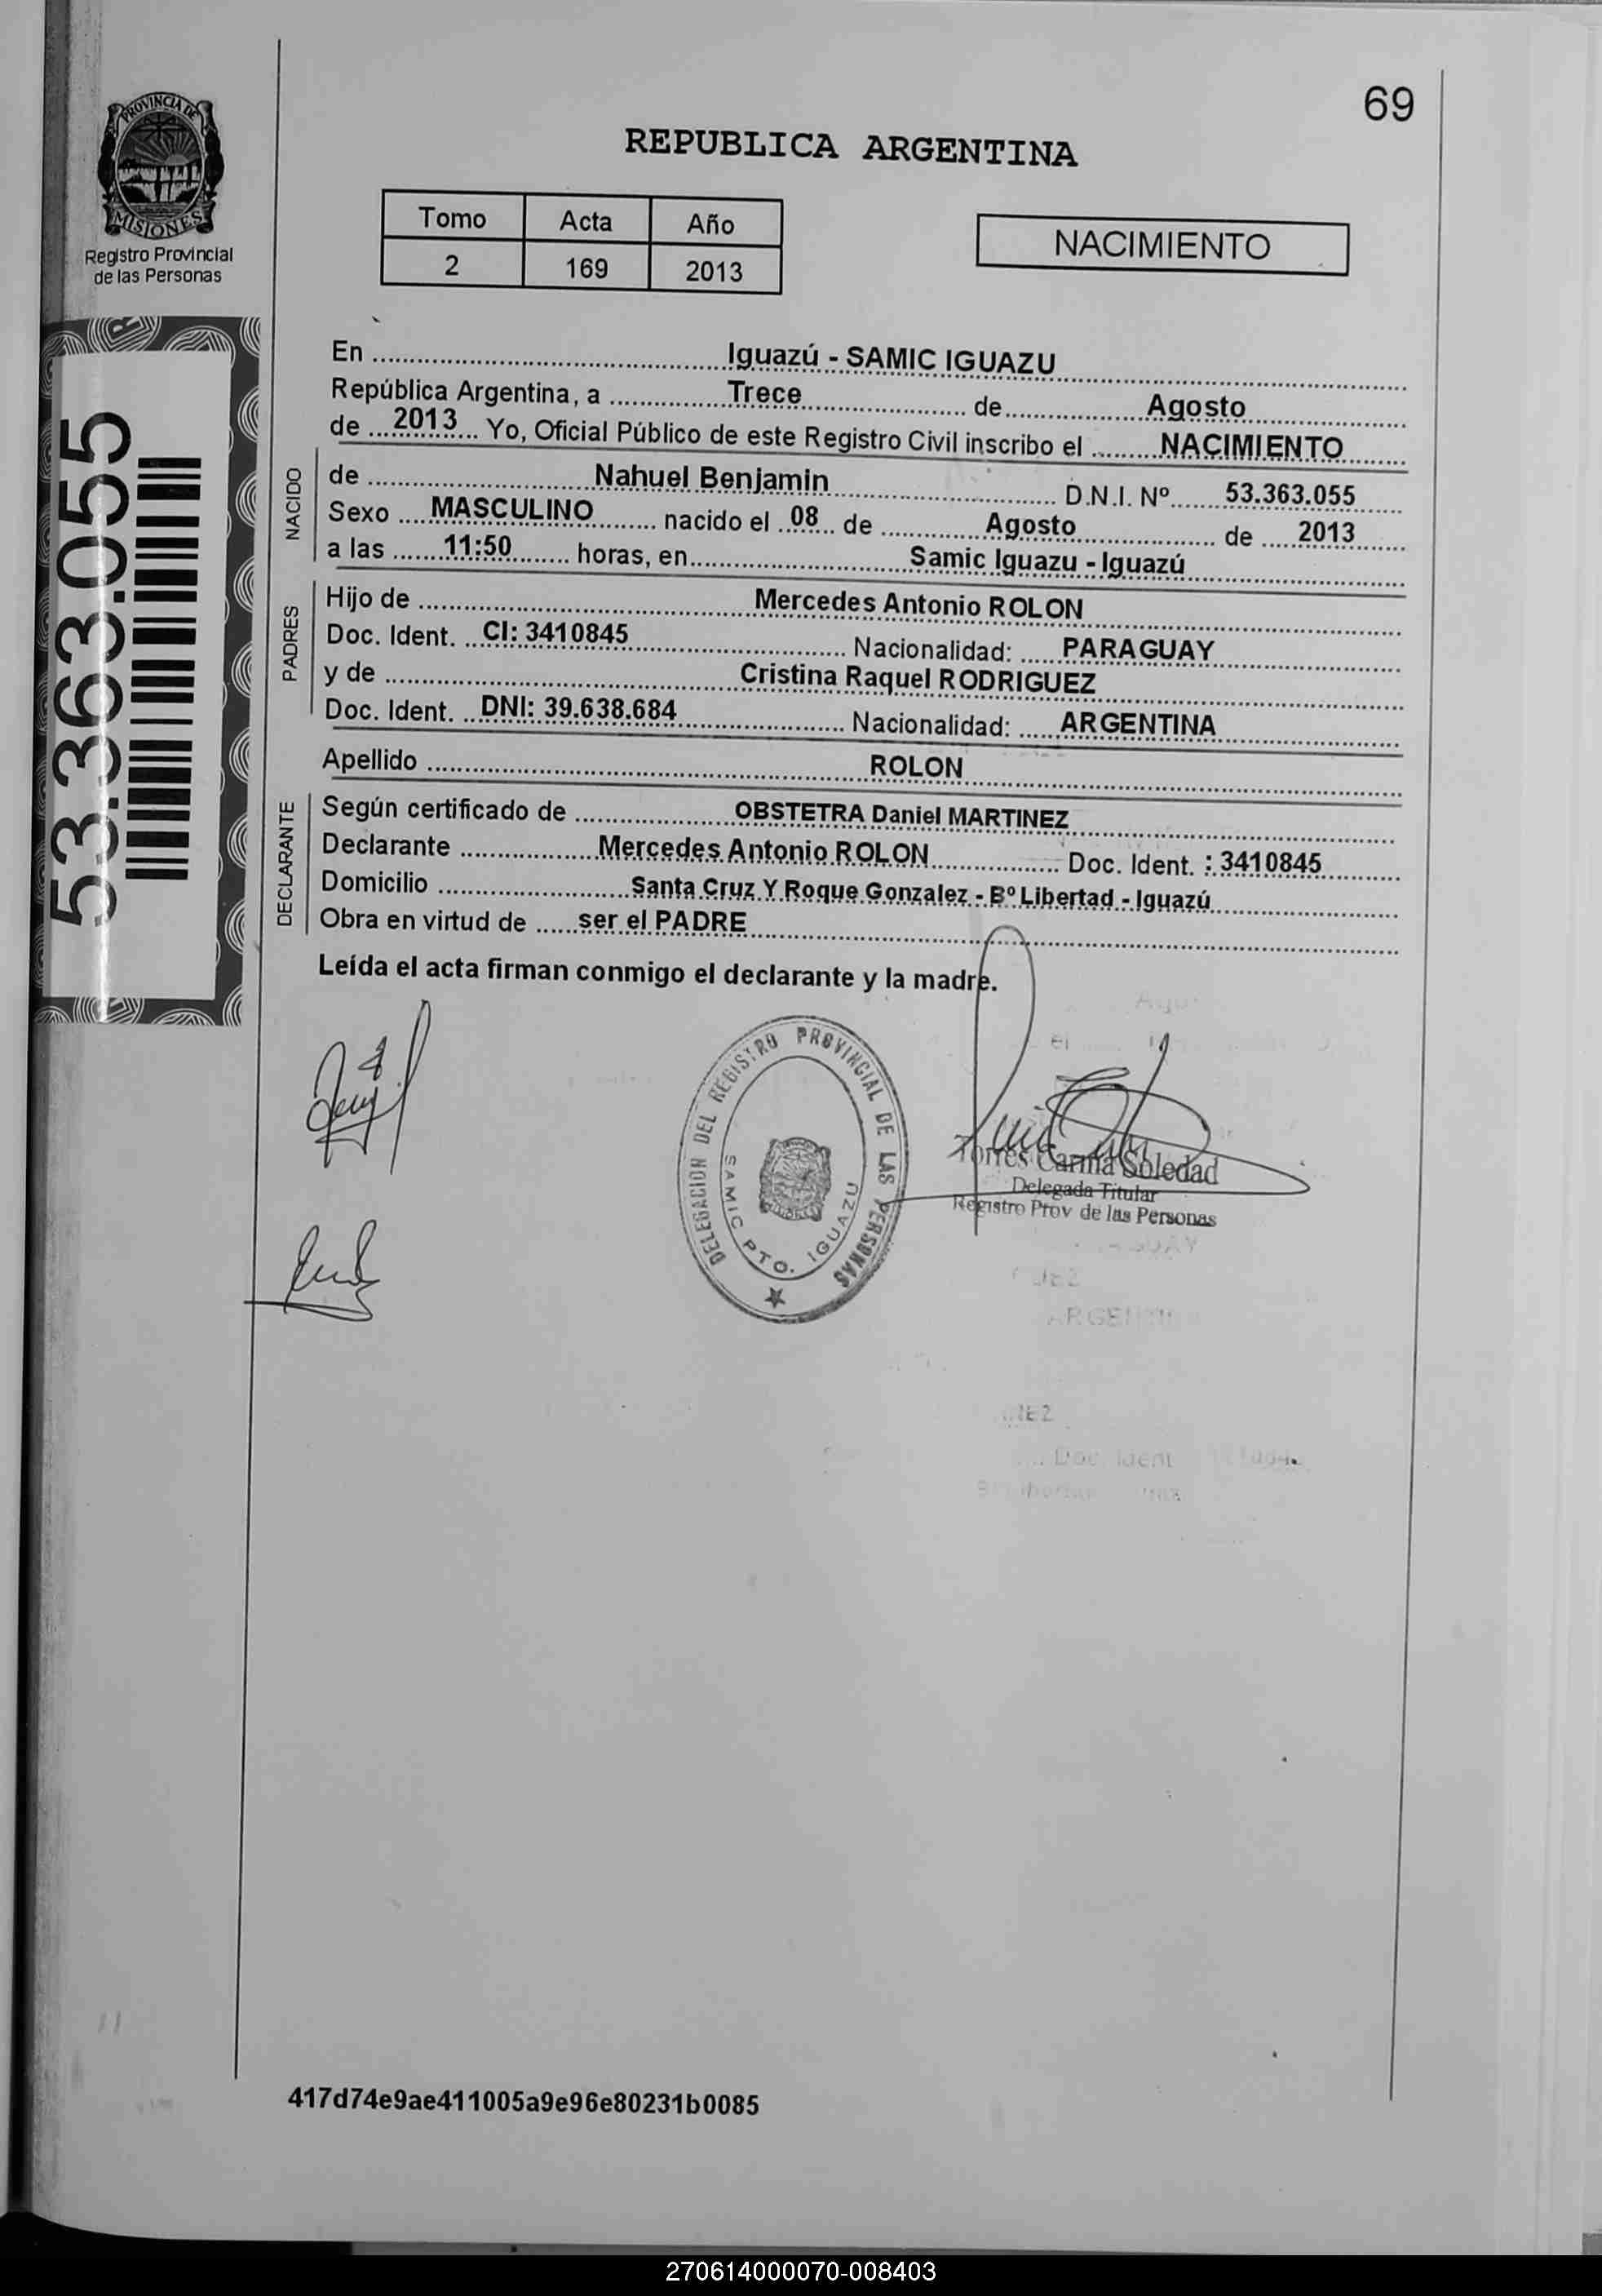 69
PROVINCIA DE
MISIONES
Registro Provincial
de las Personas
REPUBLICA ARGENTINA
Tomo Acta Año
2 169 2013
NACIMIENTO
53.363.055
En Iguazú - SAMIC IGUAZU
República Argentina, a Trece de Agosto
de 2013 Yo, Oficial Público de este Registro Civil inscribo el NACIMIENTO
NACIDO
de Nahuel Benjamin D.N.I. Nº 53.363.055
Sexo MASCULINO nacido el 08 de Agosto de 2013
a las 11:50 horas, en Samic Iguazu - Iguazú
PADRES
Hijo de Mercedes Antonio ROLON
Doc. Ident. CI: 3410845 Nacionalidad: PARAGUAY
y de Cristina Raquel RODRIGUEZ
Doc. Ident. DNI: 39.638.684 Nacionalidad: ARGENTINA
Apellido ROLON
DECLARANTE
Según certificado de OBSTETRA Daniel MARTINEZ
Declarante Mercedes Antonio ROLON Doc. Ident. : 3410845
Domicilio Santa Cruz Y Roque Gonzalez - Bº Libertad - Iguazú
Obra en virtud de ser el PADRE
Leída el acta firman conmigo el declarante y la madre.
DELEGACION DEL REGISTRO PROVINCIAL DE LAS PERSONAS
SAMIC PTO. IGUAZU
Torres Carina Soledad
Delegada Titular
Registro Prov de las Personas
417d74e9ae411005a9e96e80231b0085
270614000070-008403